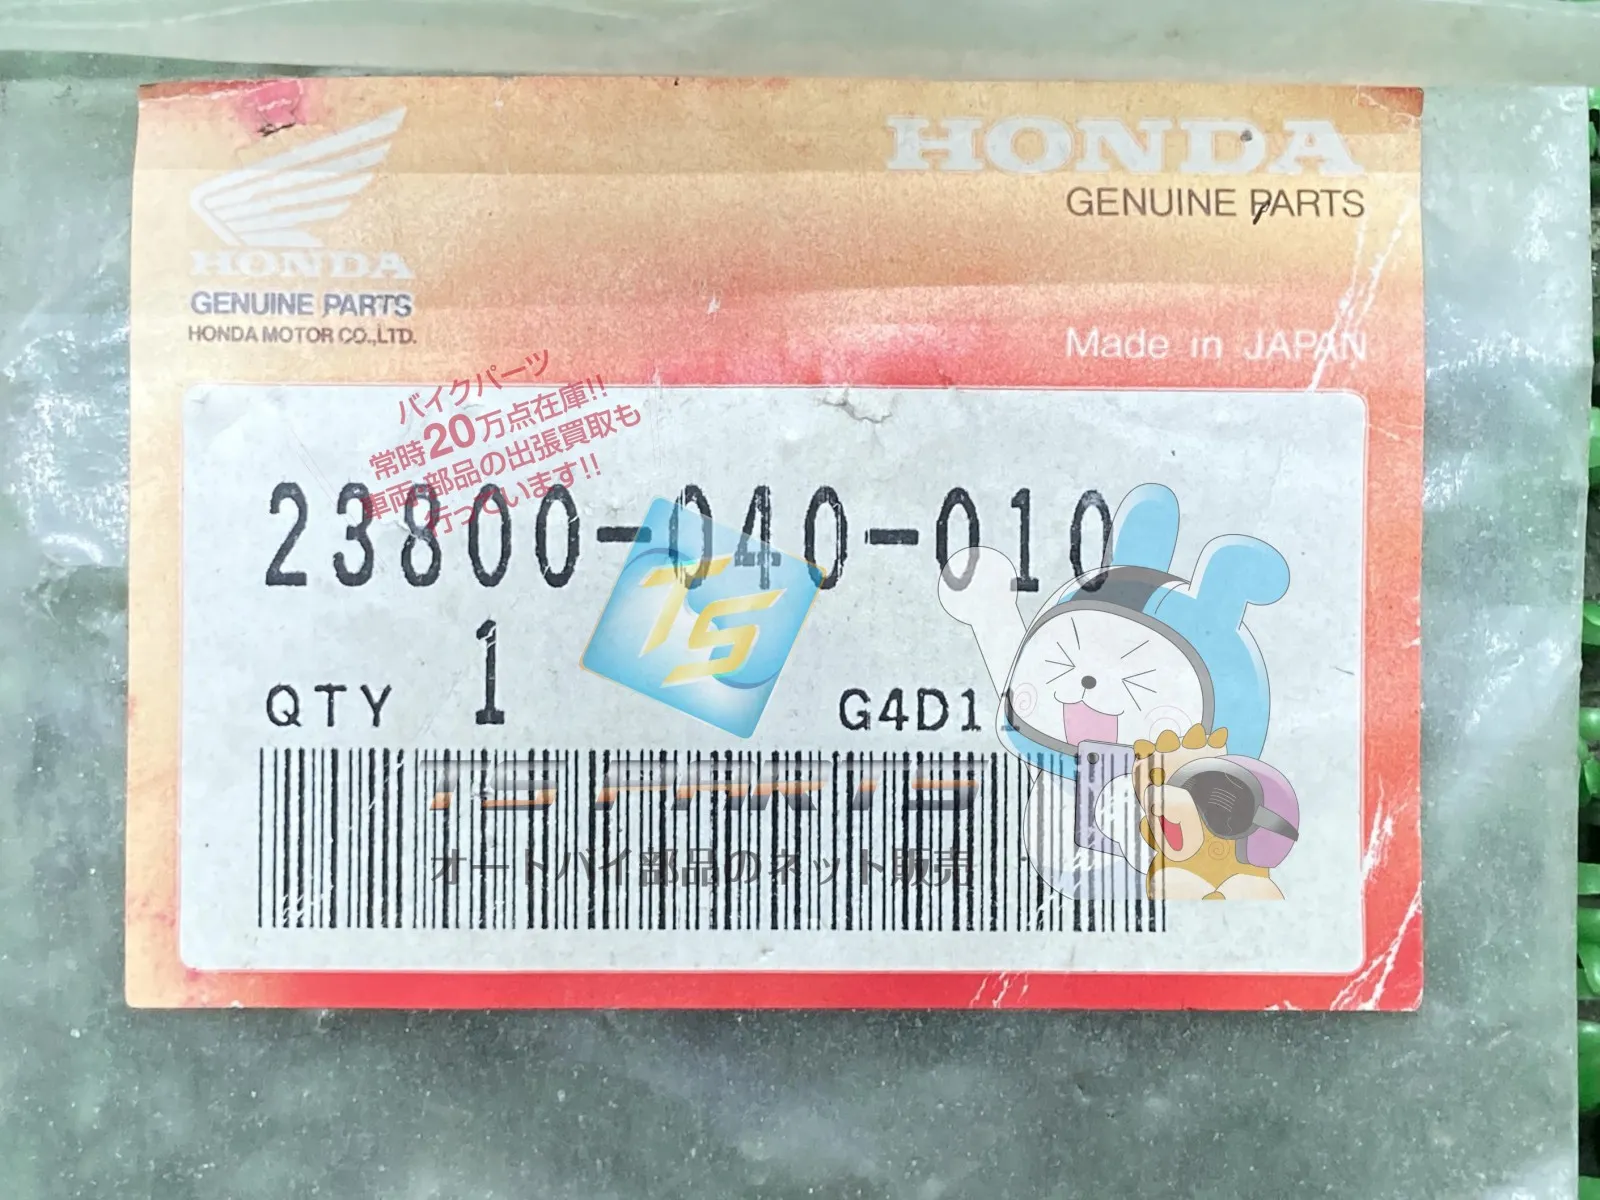 HONDA
GENUINE PARTS
HONDA
GENUINE PARTS
HONDA MOTOR CO.,LTD.
Made in JAPAN
バイクパーツ
常時20万点在庫!!
車両・部品の出張買取も
行っています!!
23800-040-010
QTY 1 G4D11
TS
TS PARTS
オートバイ部品のネット販売